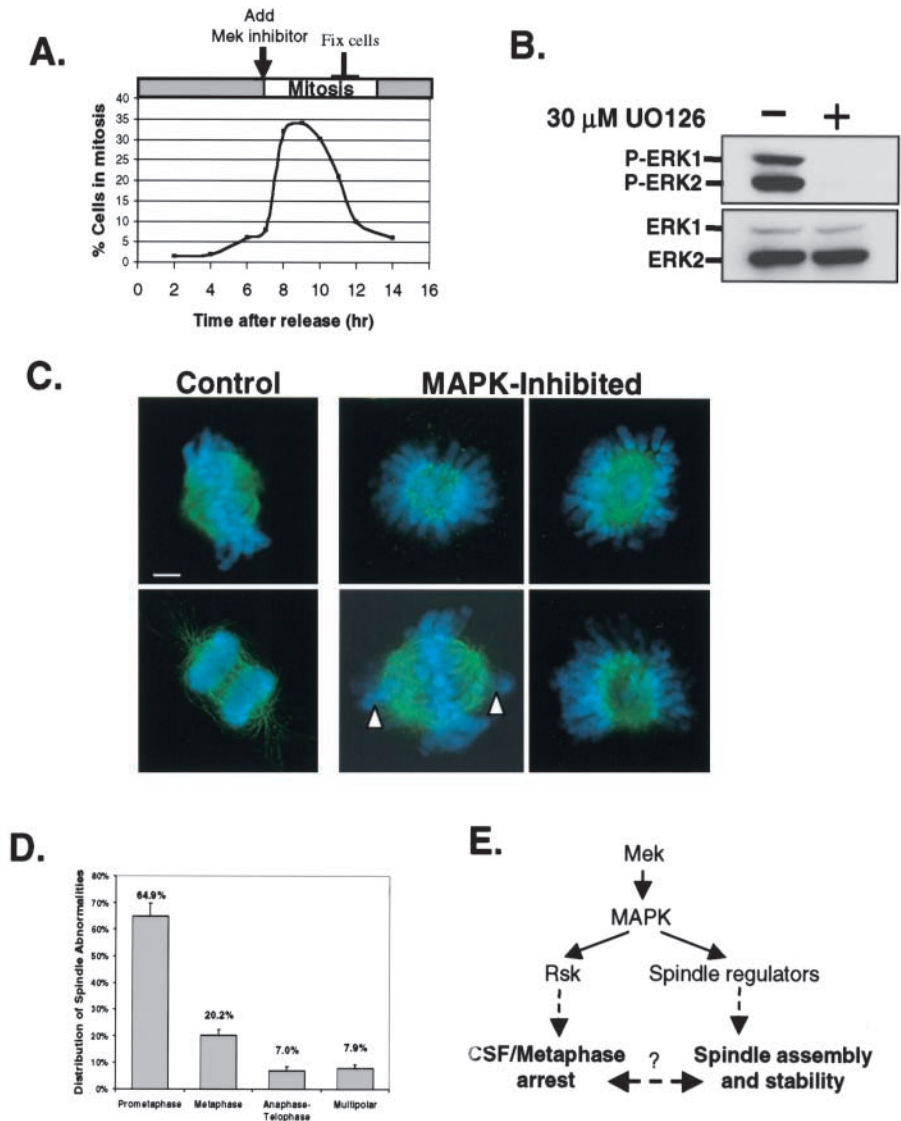 A.
Add
Mek inhibitor
Fix cells
Mitosis
% Cells in mitosis
40
35
30
25
20
15
10
5
0
0 2 4 6 8 10 12 14 16
Time after release (hr)
B.
30 μM UO126 − +
P-ERK1
P-ERK2
ERK1
ERK2
C.
Control
MAPK-Inhibited
D.
Distribution of Spindle Abnormalities
80%
70%
60%
50%
40%
30%
20%
10%
0%
64.9%
20.2%
7.0%
7.9%
Prometaphase
Metaphase
Anaphase-
Telophase
Multipolar
E.
Mek
MAPK
Rsk
Spindle regulators
CSF/Metaphase
arrest
?
Spindle assembly
and stability